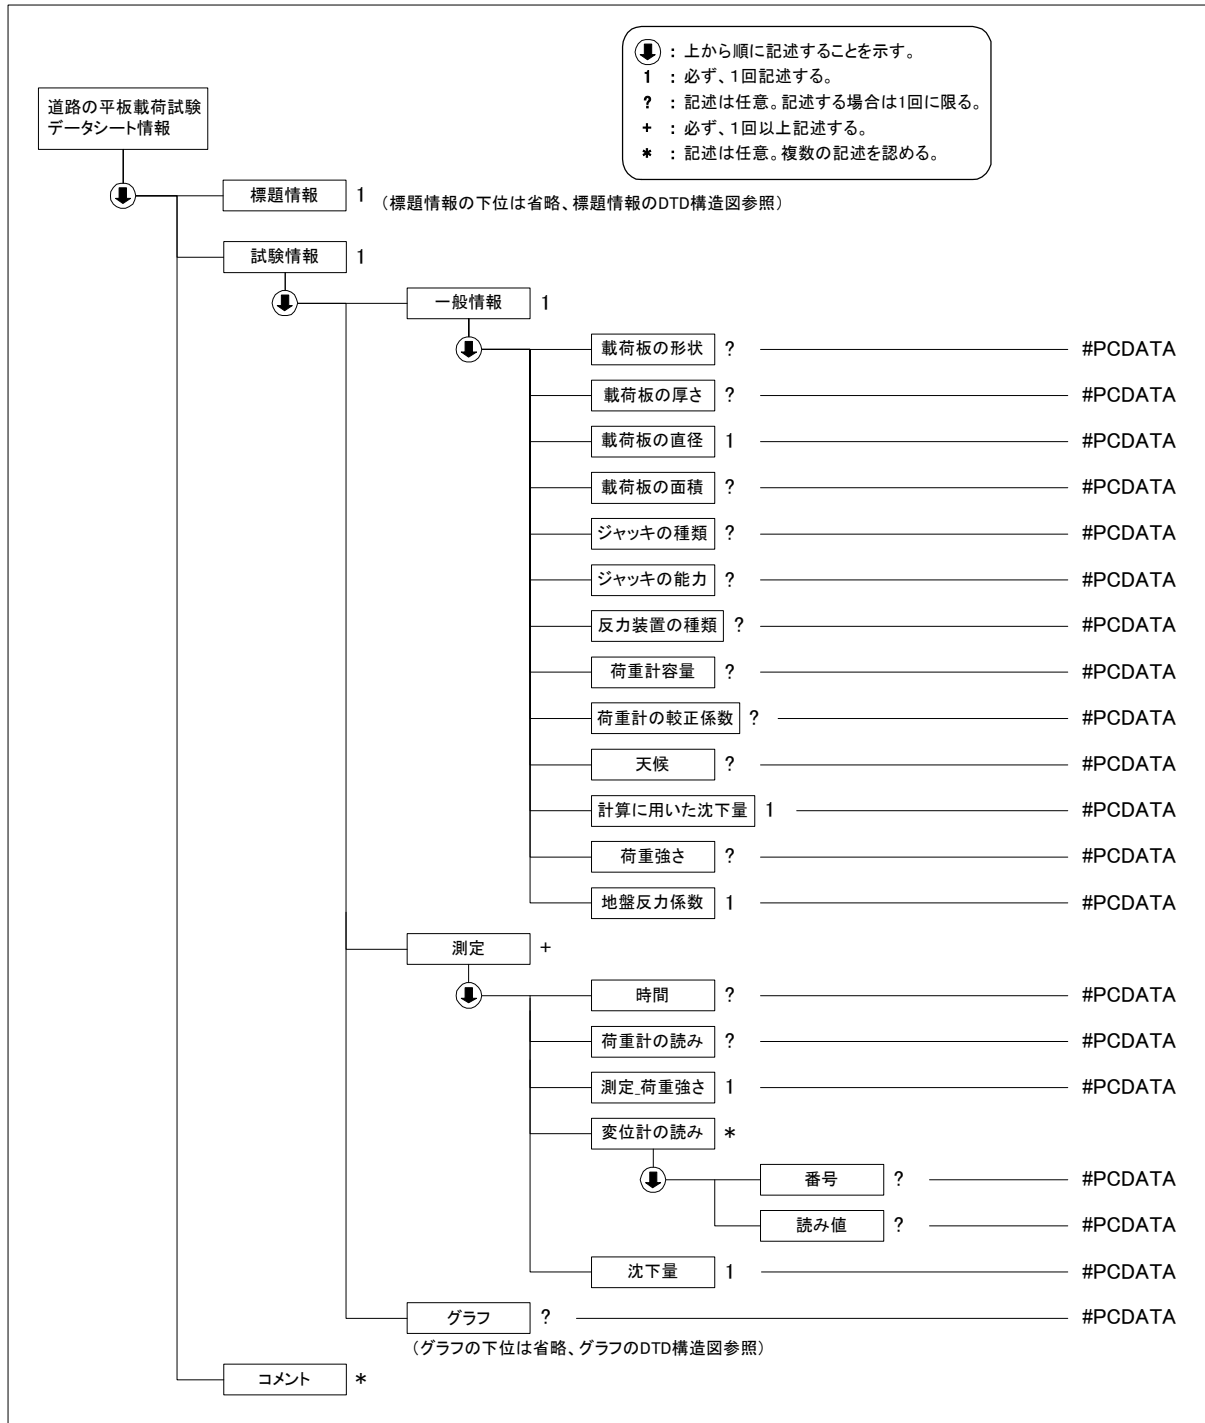 : 上から順に記述することを示す。
1 : 必ず、1回記述する。
? : 記述は任意。記述する場合は1回に限る。
+ : 必ず、1回以上記述する。
* : 記述は任意。複数の記述を認める。
道路の平板載荷試験
データシート情報
標題情報 1 (標題情報の下位は省略、標題情報のDTD構造図参照)
試験情報 1
一般情報 1
載荷板の形状 ? #PCDATA
載荷板の厚さ ? #PCDATA
載荷板の直径 1 #PCDATA
載荷板の面積 ? #PCDATA
ジャッキの種類 ? #PCDATA
ジャッキの能力 ? #PCDATA
反力装置の種類 ? #PCDATA
荷重計容量 ? #PCDATA
荷重計の較正係数 ? #PCDATA
天候 ? #PCDATA
計算に用いた沈下量 1 #PCDATA
荷重強さ ? #PCDATA
地盤反力係数 1 #PCDATA
測定 +
時間 ? #PCDATA
荷重計の読み ? #PCDATA
測定_荷重強さ 1 #PCDATA
変位計の読み *
番号 ? #PCDATA
読み値 ? #PCDATA
沈下量 1 #PCDATA
グラフ ? #PCDATA
(グラフの下位は省略、グラフのDTD構造図参照)
コメント *